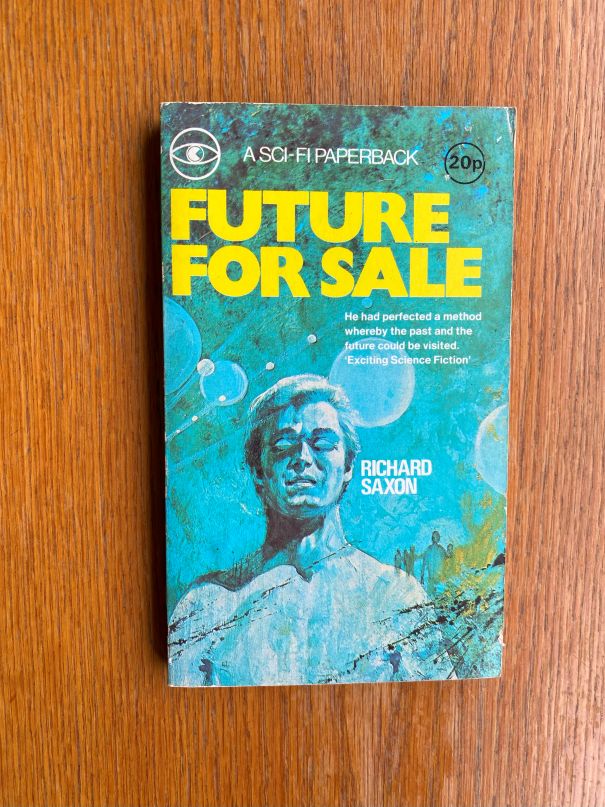 A SCI-FI PAPERBACK
20p
FUTURE
FOR SALE
He had perfected a method
whereby the past and the
future could be visited.
'Exciting Science Fiction'
RICHARD
SAXON